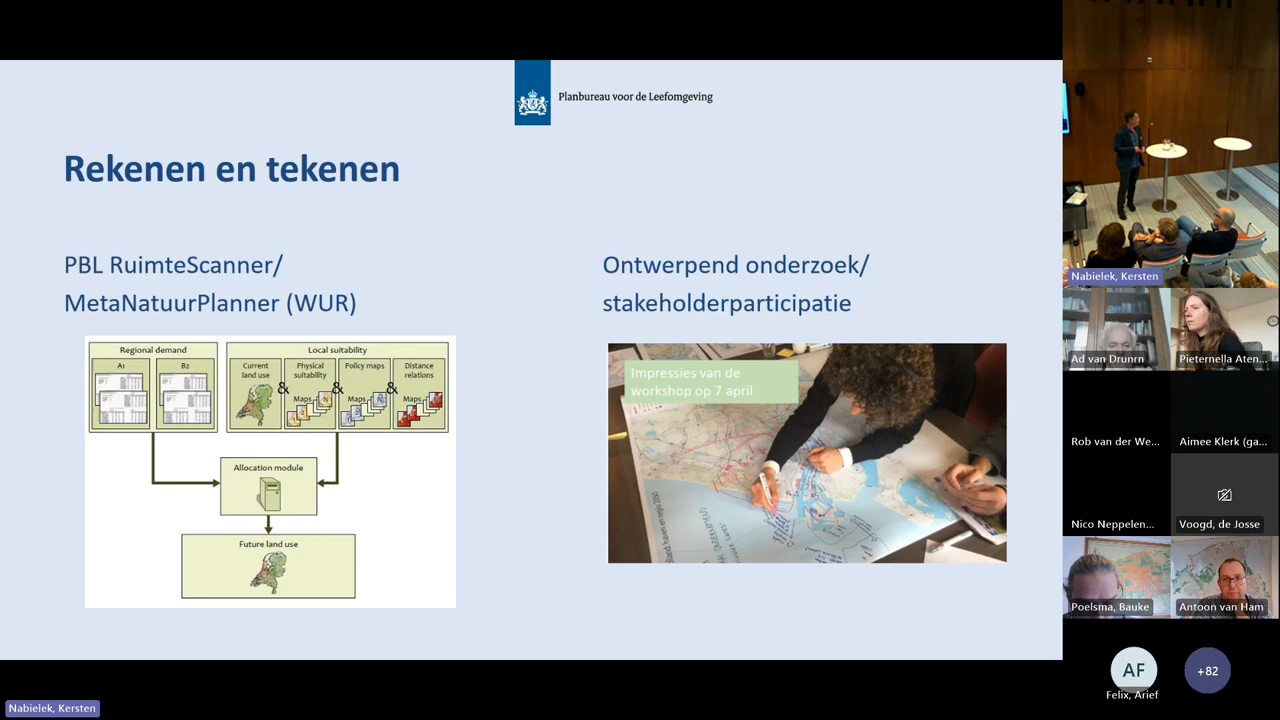 Planbureau voor de Leefomgeving
Rekenen en tekenen
PBL RuimteScanner/
MetaNatuurPlanner (WUR)
Regional demand
A1
B2
Local suitability
Current
land use
&
Physical
suitability
Maps
&
Policy maps
Maps
&
Distance
relations
Maps
Allocation module
Future land use
Ontwerpend onderzoek/
stakeholderparticipatie
Impressies van de
workshop op 7 april
Nabielek, Kersten
Ad van Drunrn
Pieternella Aten...
Rob van der We...
Aimee Klerk (ga...
Nico Neppelen...
Voogd, de Josse
Poelsma, Bauke
Antoon van Ham
AF
Felix, Arief
+82
Nabielek, Kersten